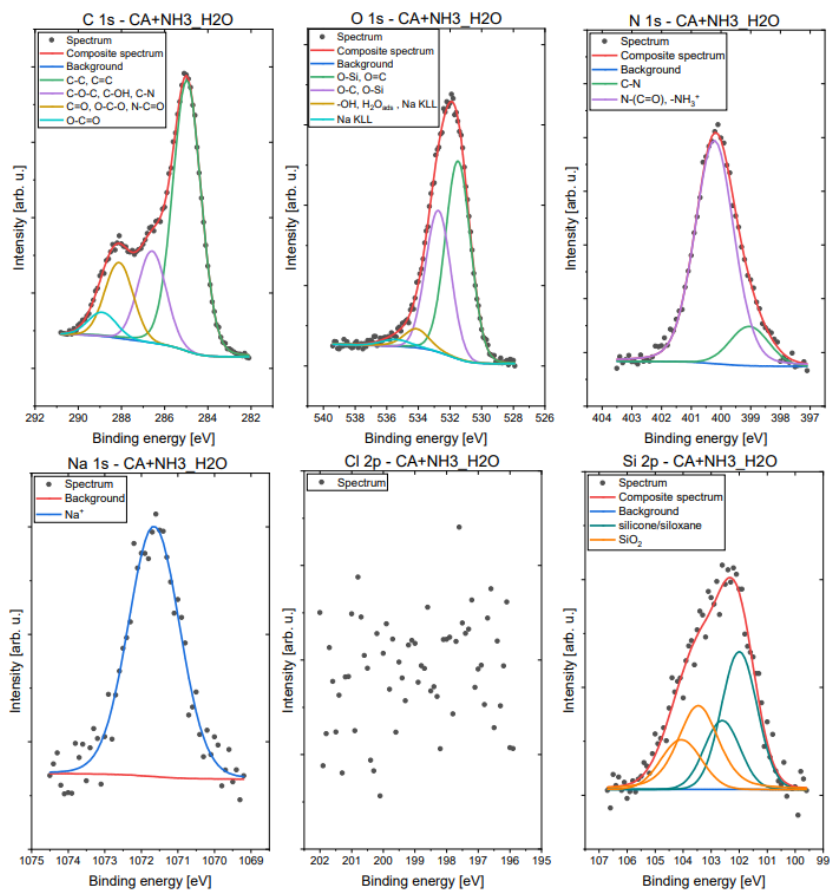 C 1s - CA+NH3_H2O
Spectrum
Composite spectrum
Background
C-C, C=C
C-O-C, C-OH, C-N
C=O, O-C-O, N-C=O
O-C=O
Intensity [arb. u.]
292 290 288 286 284 282
Binding energy [eV]
O 1s - CA+NH3_H2O
Spectrum
Composite spectrum
Background
O-Si, O=C
O-C, O-Si
-OH, H₂Oₐds , Na KLL
Na KLL
Intensity [arb. u.]
540 538 536 534 532 530 528 526
Binding energy [eV]
N 1s - CA+NH3_H2O
Spectrum
Composite spectrum
Background
C-N
N-(C=O), -NH₃⁺
Intensity [arb. u.]
404 403 402 401 400 399 398 397
Binding energy [eV]
Na 1s - CA+NH3_H2O
Spectrum
Background
Na⁺
Intensity [arb. u.]
1075 1074 1073 1072 1071 1070 1069
Binding energy [eV]
Cl 2p - CA+NH3_H2O
Spectrum
Intensity [arb. u.]
202 201 200 199 198 197 196 195
Binding energy [eV]
Si 2p - CA+NH3_H2O
Spectrum
Composite spectrum
Background
silicone/siloxane
SiO₂
Intensity [arb. u.]
107 106 105 104 103 102 101 100 99
Binding energy [eV]